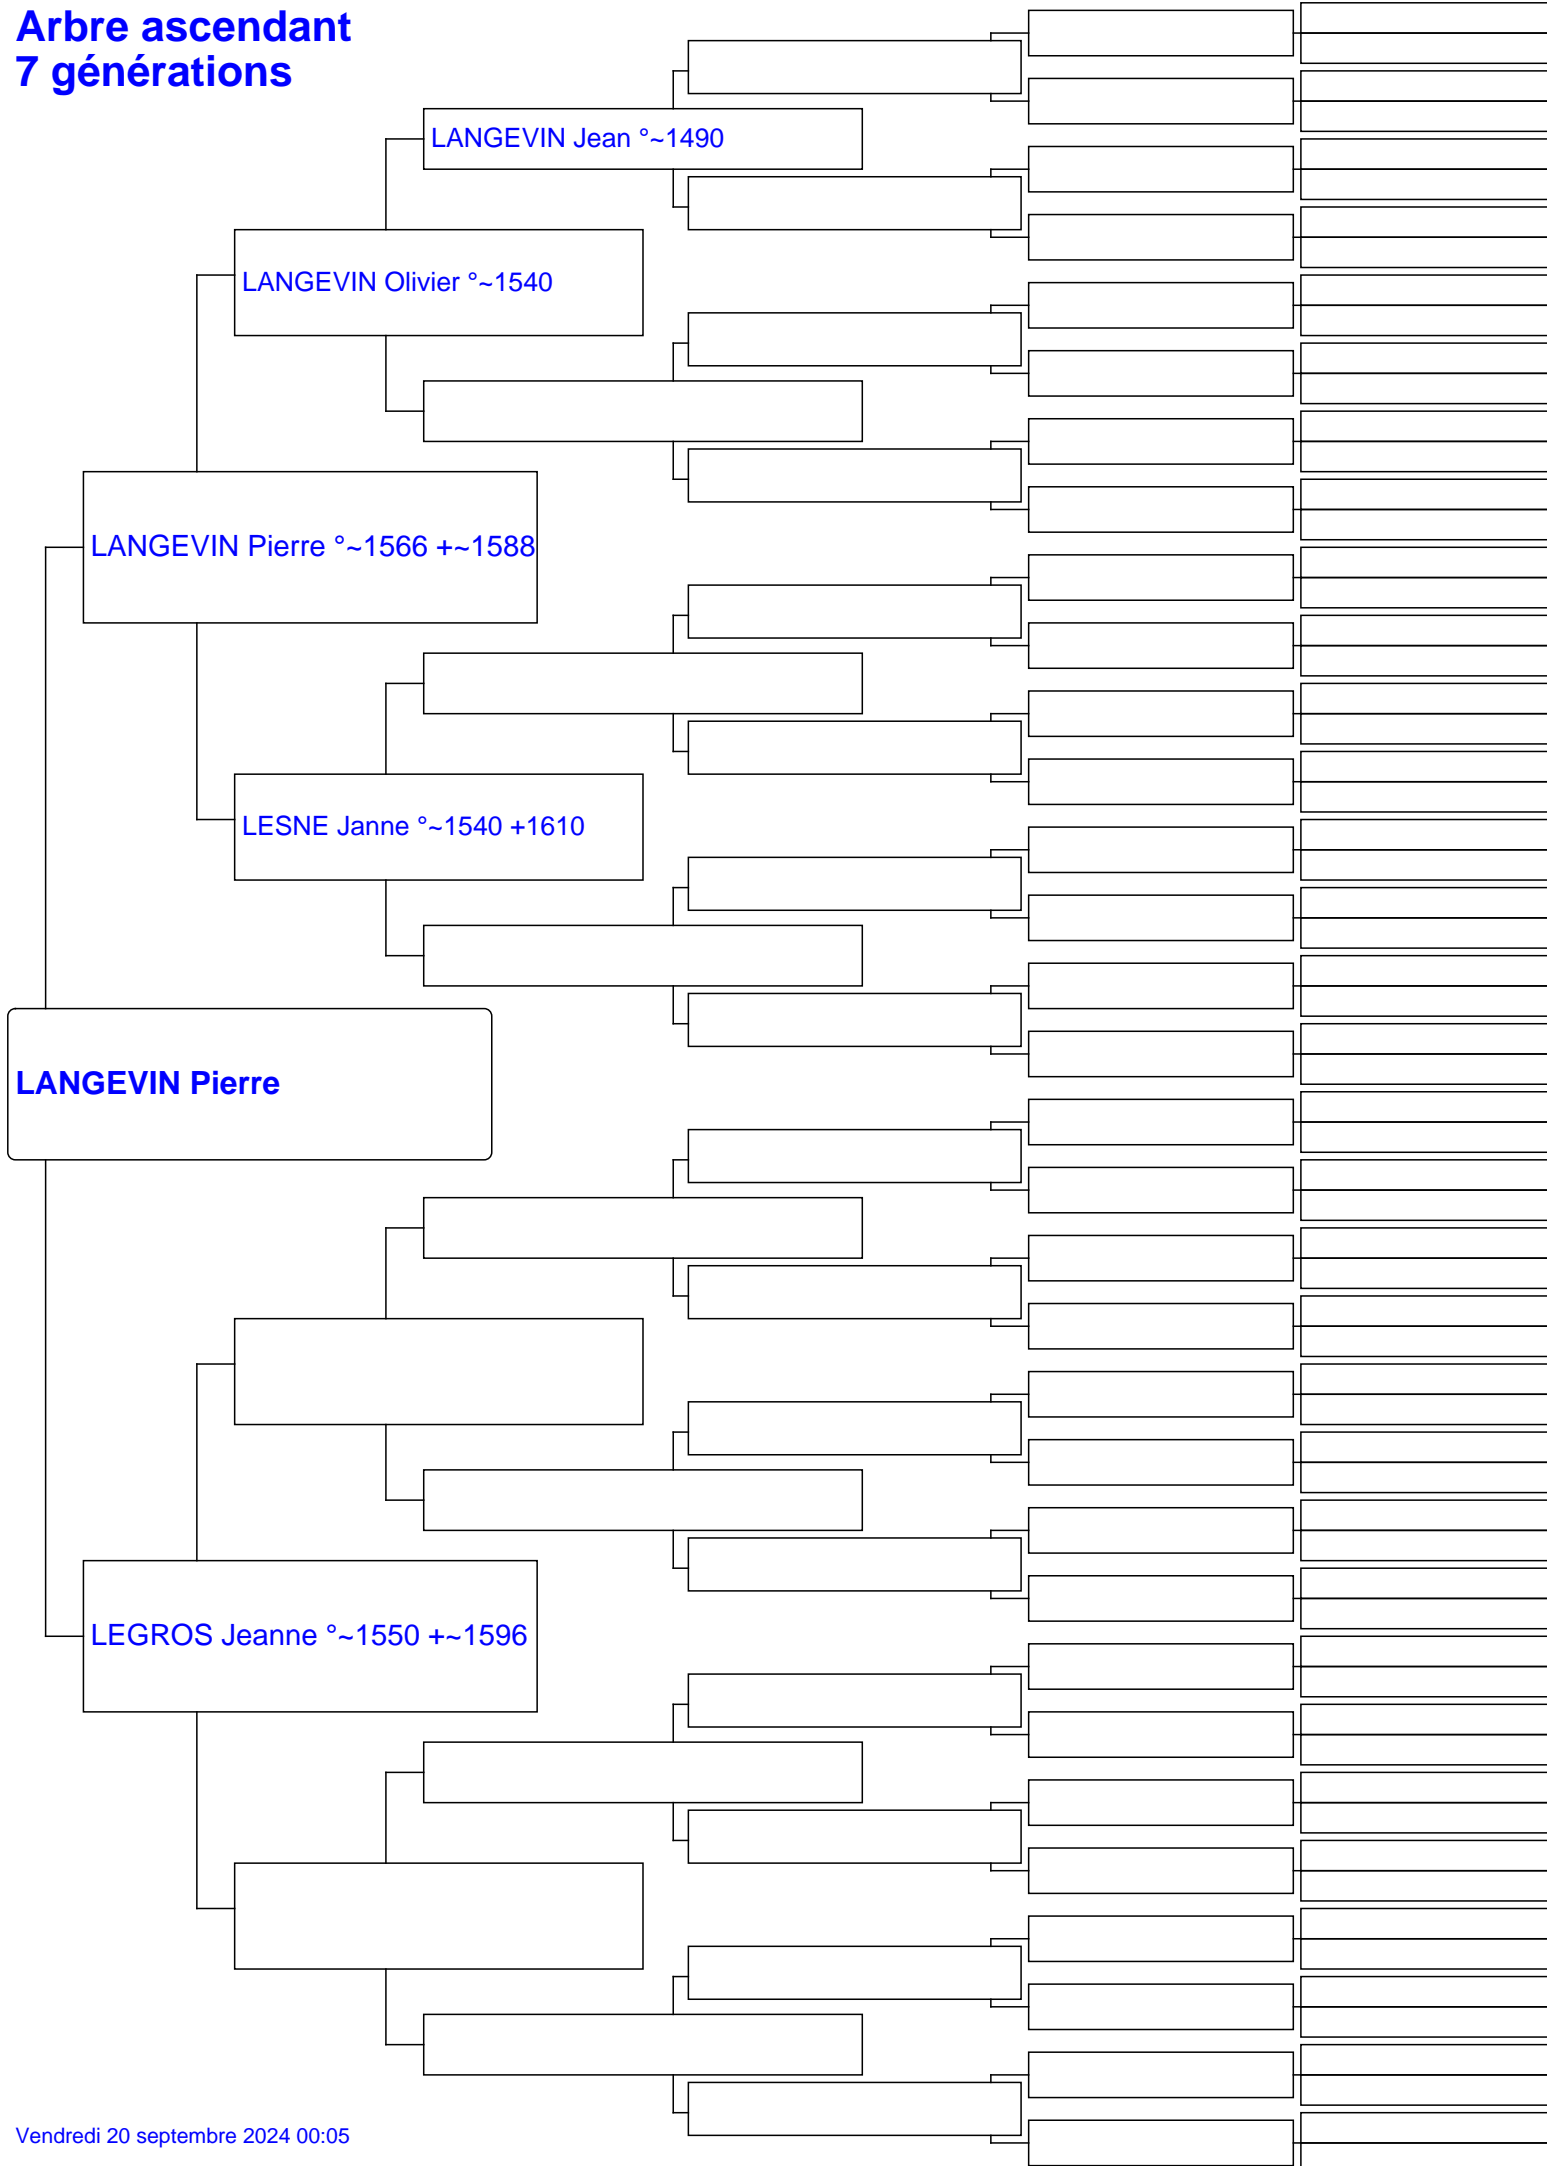 Arbre ascendant
7 générations
LANGEVIN Jean °~1490
LANGEVIN Olivier °~1540
LANGEVIN Pierre °~1566 +~1588
LESNE Janne °~1540 +1610
LANGEVIN Pierre
LEGROS Jeanne °~1550 +~1596
Vendredi 20 septembre 2024 00:05